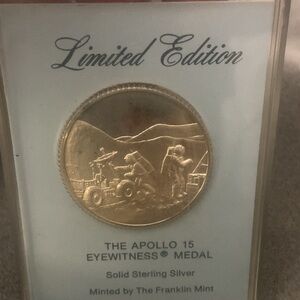 Limited Edition
THE APOLLO 15
EYEWITNESS® MEDAL
Solid Sterling Silver
Minted by The Franklin Mint